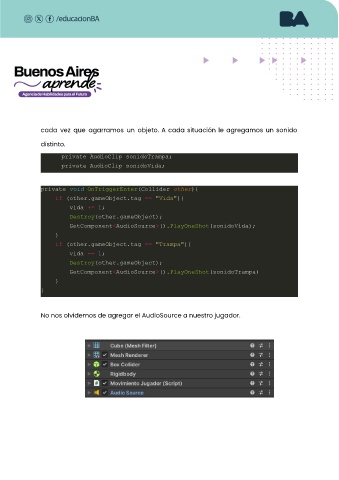 /educacionBA
BA
Buenos Aires
aprende
Agencia de Habilidades para el Futuro
cada vez que agarramos un objeto. A cada situación le agregamos un sonido
distinto.
private AudioClip sonidoTrampa;
private AudioClip sonidoVida;
private void OnTriggerEnter(Collider other){
if (other.gameObject.tag == "Vida"){
vida += 1;
Destroy(other.gameObject);
GetComponent<AudioSource>().PlayOneShot(sonidoVida);
}
if (other.gameObject.tag == "Trampa"){
vida -= 1;
Destroy(other.gameObject);
GetComponent<AudioSource>().PlayOneShot(sonidoTrampa)
}
}
No nos olvidemos de agregar el AudioSource a nuestro jugador.
Cube (Mesh Filter)
Mesh Renderer
Box Collider
Rigidbody
Movimiento Jugador (Script)
Audio Source